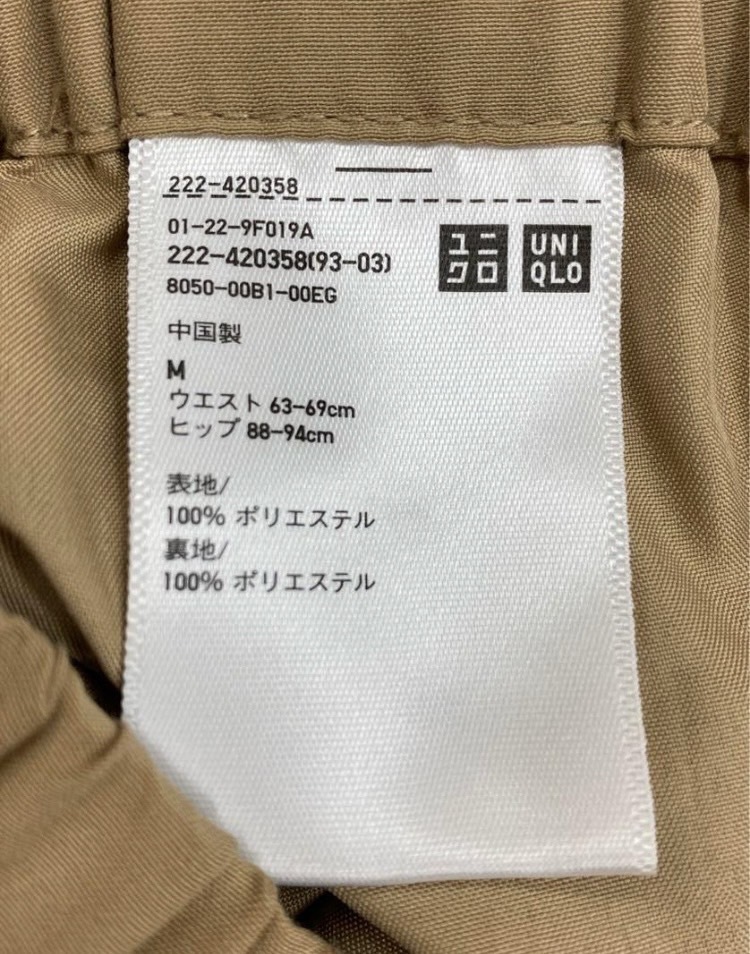 222-420358
01-22-9F019A
222-420358(93-03)
8050-00B1-00EG
ユニ
クロ
UNI
QLO
中国製
M
ウエスト 63-69cm
ヒップ 88-94cm
表地/
100% ポリエステル
裏地/
100% ポリエステル